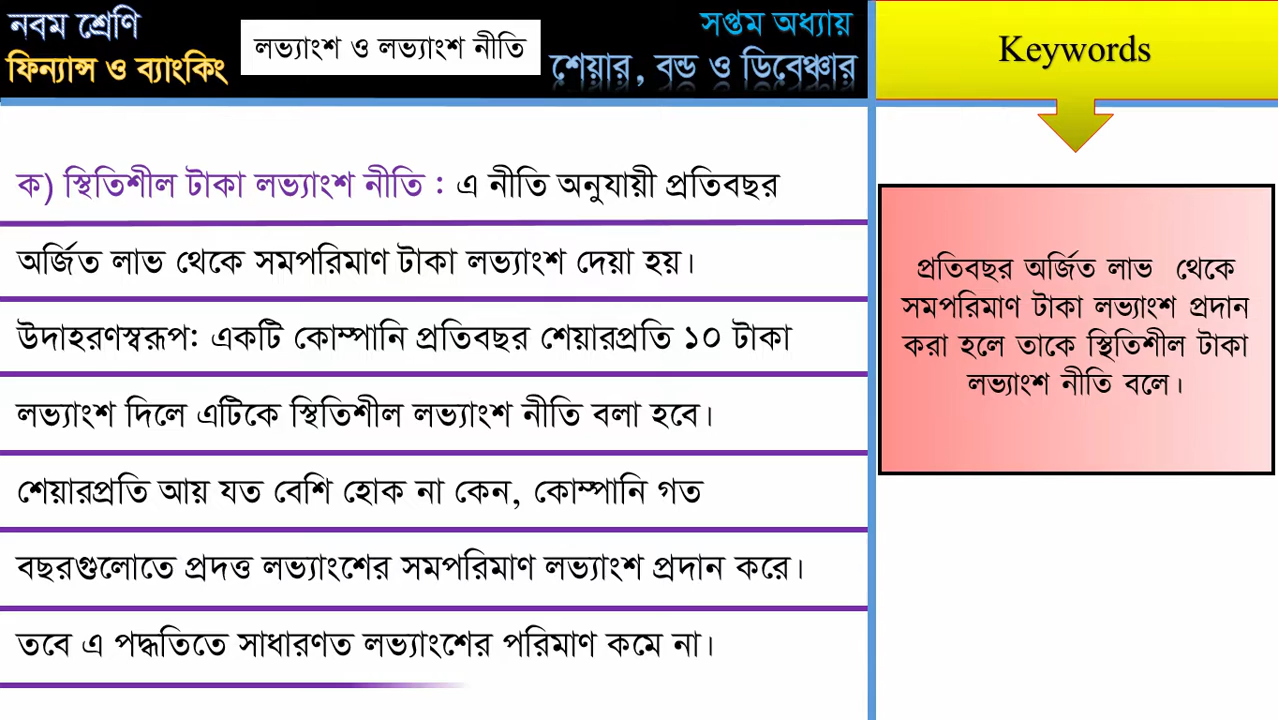 নবম শ্রেণি
ফিন্যান্স ও ব্যাংকিং
লভ্যাংশ ও লভ্যাংশ নীতি
সপ্তম অধ্যায়
শেয়ার, বন্ড ও ডিবেঞ্চার
ক) স্থিতিশীল টাকা লভ্যাংশ নীতি : এ নীতি অনুযায়ী প্রতিবছর
অর্জিত লাভ থেকে সমপরিমাণ টাকা লভ্যাংশ দেয়া হয়।
উদাহরণস্বরূপ: একটি কোম্পানি প্রতিবছর শেয়ারপ্রতি ১০ টাকা
লভ্যাংশ দিলে এটিকে স্থিতিশীল লভ্যাংশ নীতি বলা হবে।
শেয়ারপ্রতি আয় যত বেশি হোক না কেন, কোম্পানি গত
বছরগুলোতে প্রদত্ত লভ্যাংশের সমপরিমাণ লভ্যাংশ প্রদান করে।
তবে এ পদ্ধতিতে সাধারণত লভ্যাংশের পরিমাণ কমে না।
Keywords
প্রতিবছর অর্জিত লাভ থেকে
সমপরিমাণ টাকা লভ্যাংশ প্রদান
করা হলে তাকে স্থিতিশীল টাকা
লভ্যাংশ নীতি বলে।